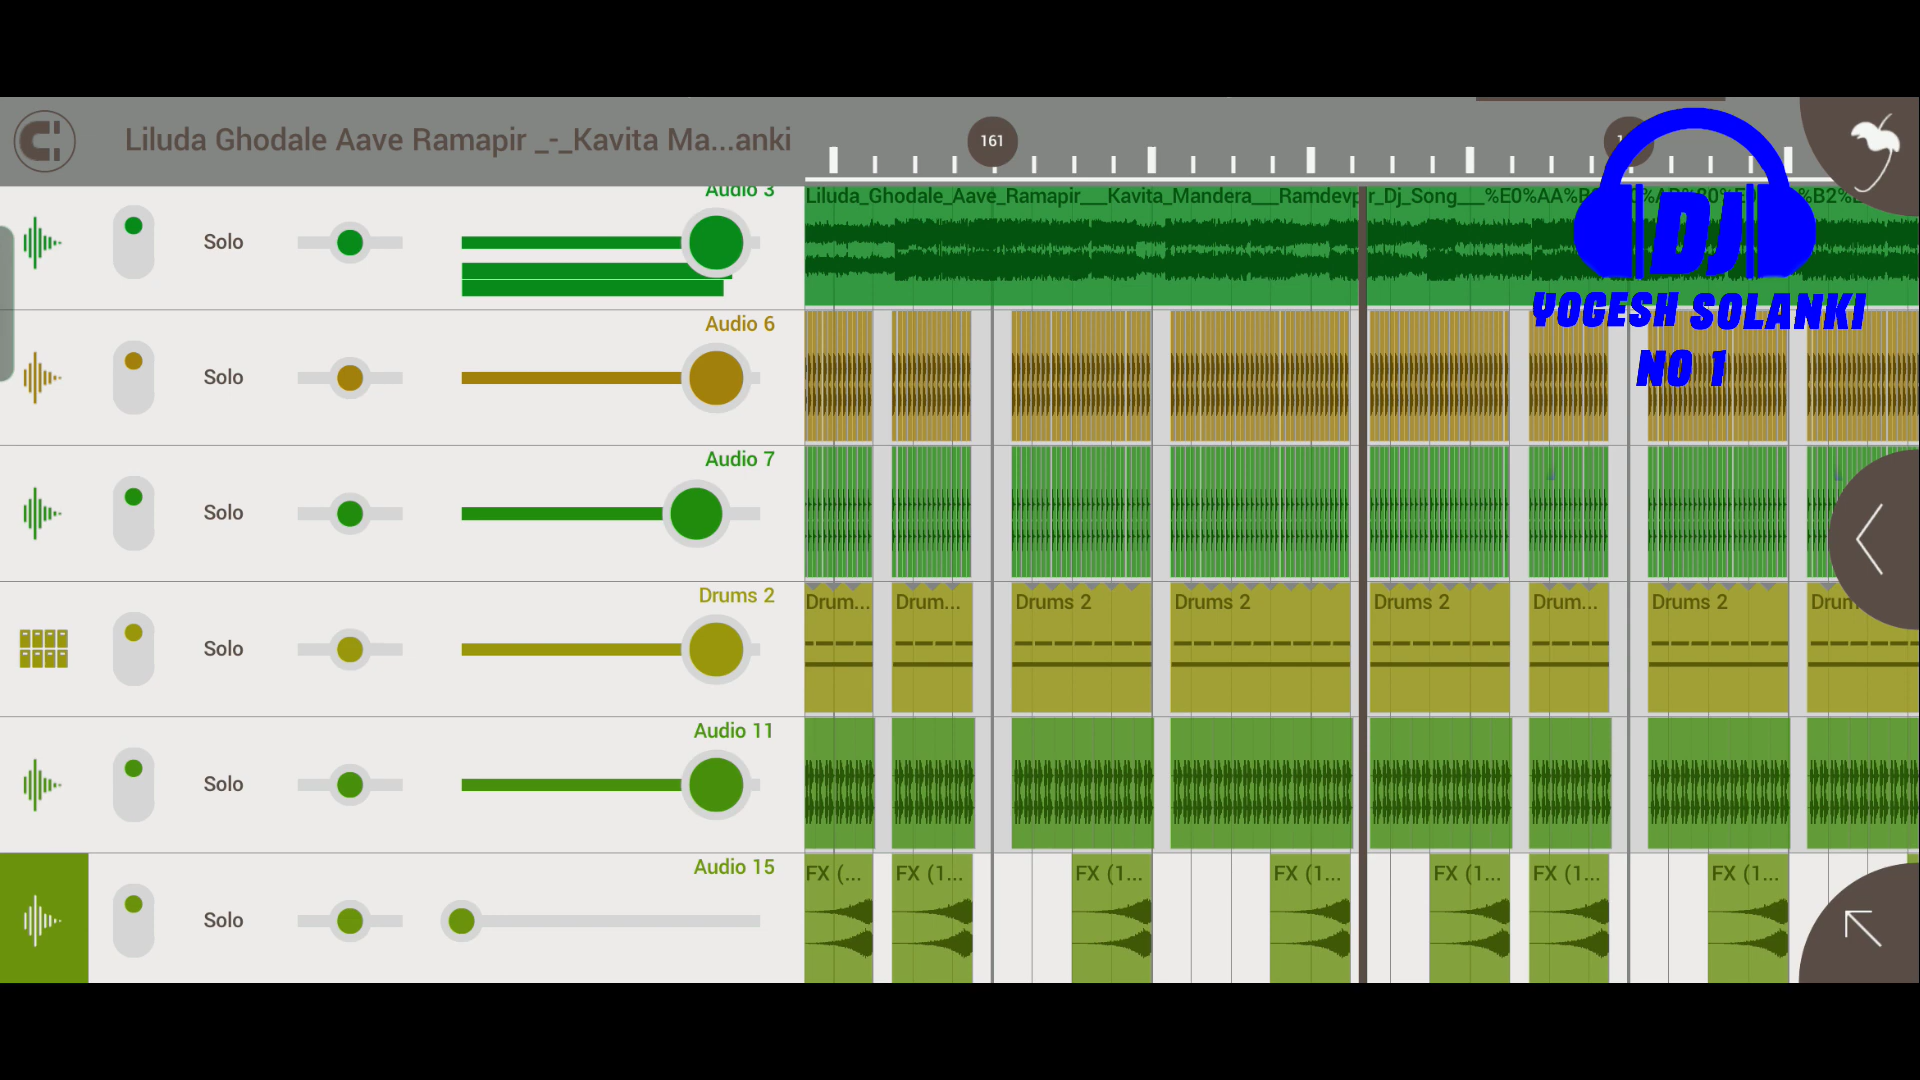 Liluda Ghodale Aave Ramapir _-_Kavita Ma...anki
161
Audio 3
Liluda_Ghodale_Aave_Ramapir___Kavita_Mandera___Ramdevpir_Dj_Song___%E0%AA%B
Solo
DJ
YOGESH SOLANKI
NO 1
Audio 6
Solo
Audio 7
Solo
Drums 2
Drum... Drum... Drums 2 Drums 2 Drums 2 Drum... Drums 2 Drum
Solo
Audio 11
Solo
Audio 15
FX (... FX (1... FX (1... FX (1... FX (1... FX (1... FX (1...
Solo